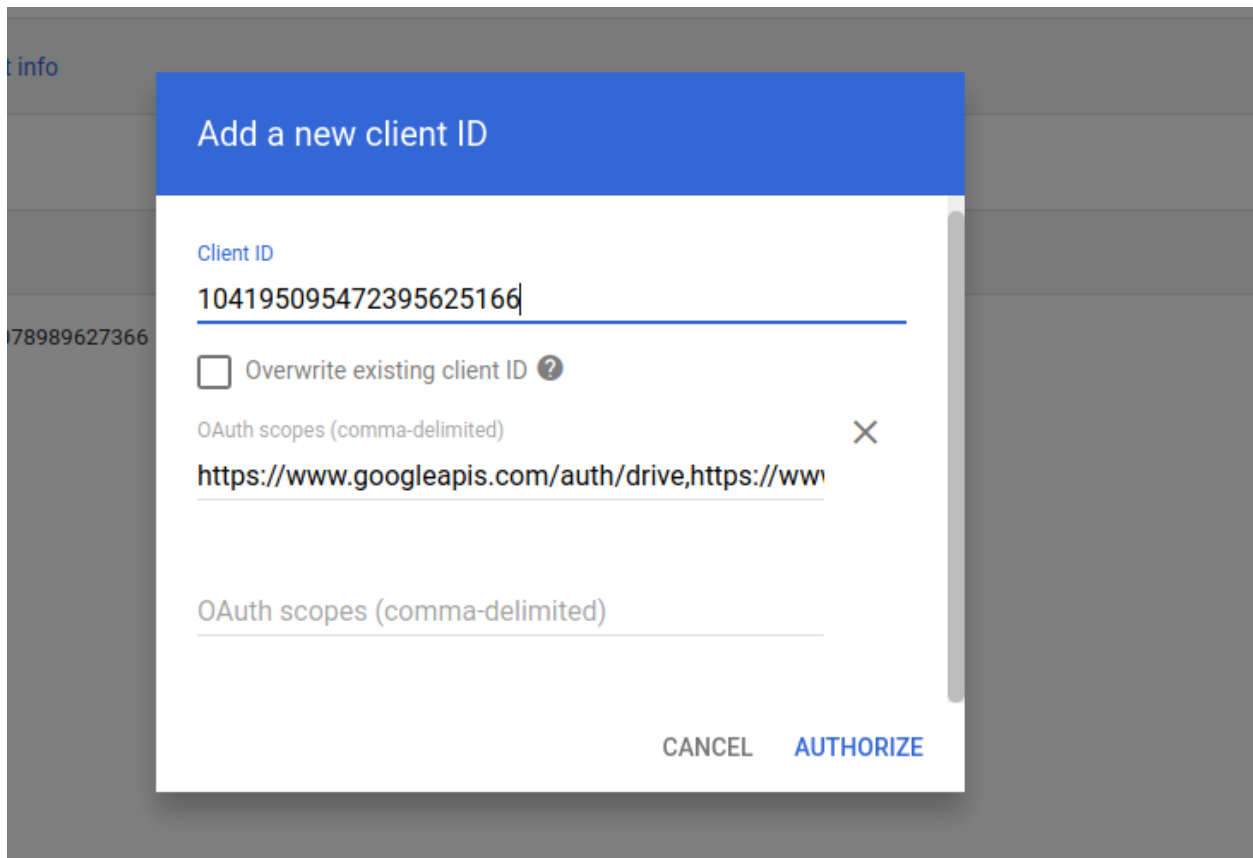 t info
Add a new client ID
Client ID
104195095472395625166
78989627366
Overwrite existing client ID ?
OAuth scopes (comma-delimited)
https://www.googleapis.com/auth/drive,https://www
OAuth scopes (comma-delimited)
CANCEL AUTHORIZE